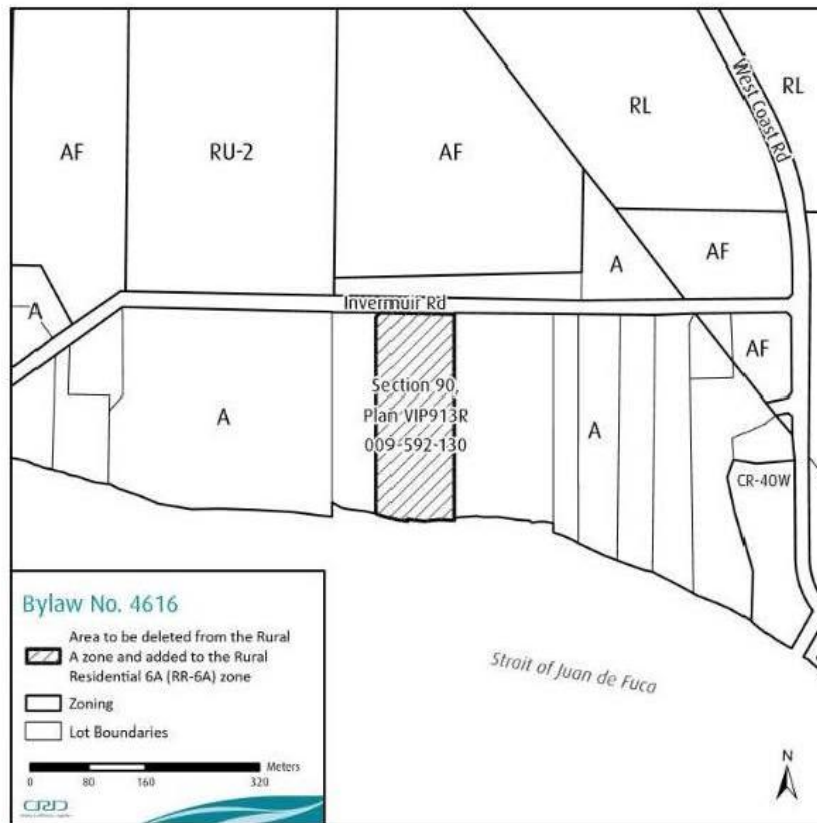 West Coast Rd
RL
RL
AF
RU-2
AF
A
AF
A
Invermuir Rd
AF
Section 90,
Plan VIP913R
009-592-130
A
A
CR-40W
Bylaw No. 4616
Area to be deleted from the Rural
A zone and added to the Rural
Residential 6A (RR-6A) zone
Zoning
Lot Boundaries
Meters
0 80 160 320
CRD
Strait of Juan de Fuca
N